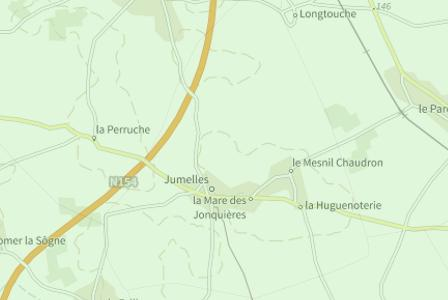 Longtouche
146
le Parc
la Perruche
le Mesnil Chaudron
N154
Jumelles
la Mare des
Jonquières
la Huguenoterie
omer la Sôgne